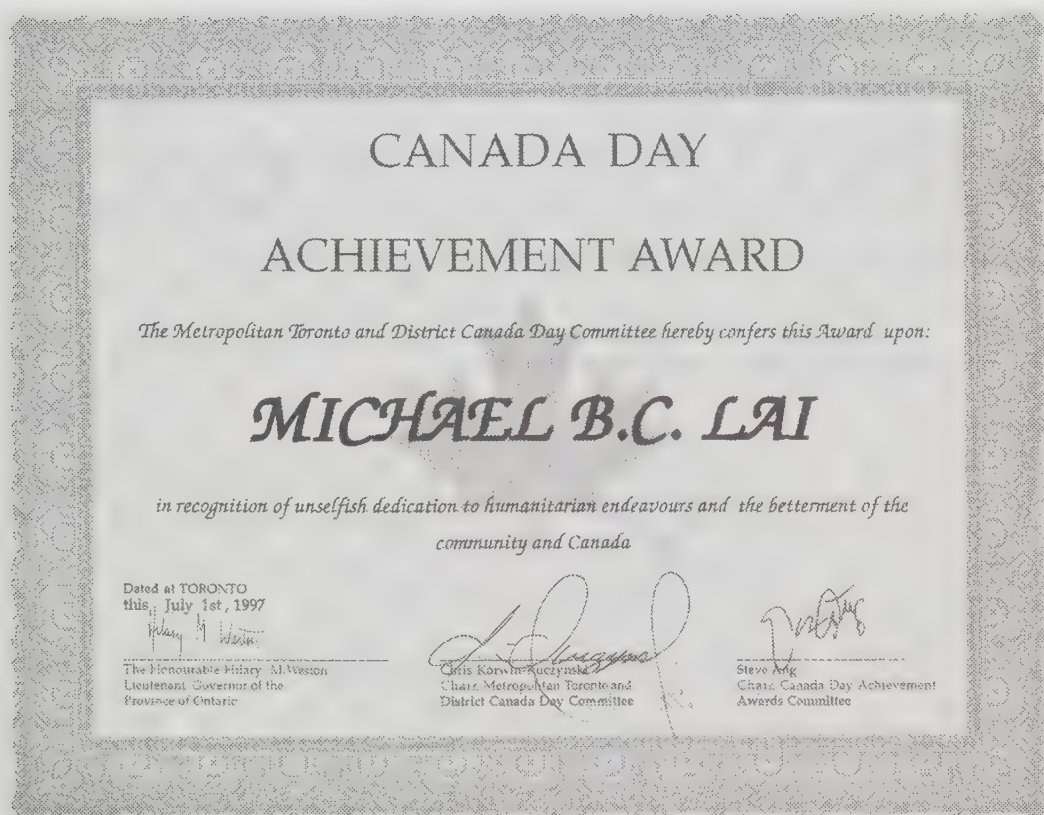 CANADA DAY
ACHIEVEMENT AWARD
The Metropolitan Toronto and District Canada Day Committee hereby confers this Award upon:
MICHAEL B.C. LAI
in recognition of unselfish dedication to humanitarian endeavours and the betterment of the
community and Canada
Dated at TORONTO
this, July 1st, 1997
Hilary M Weston
The Honourable Hilary M. Weston
Lieutenant Governor of the
Province of Ontario
Chris Korwin-Kuczynski
Chair, Metropolitan Toronto and
District Canada Day Committee
Steve Ang
Chair, Canada Day Achievement
Awards Committee